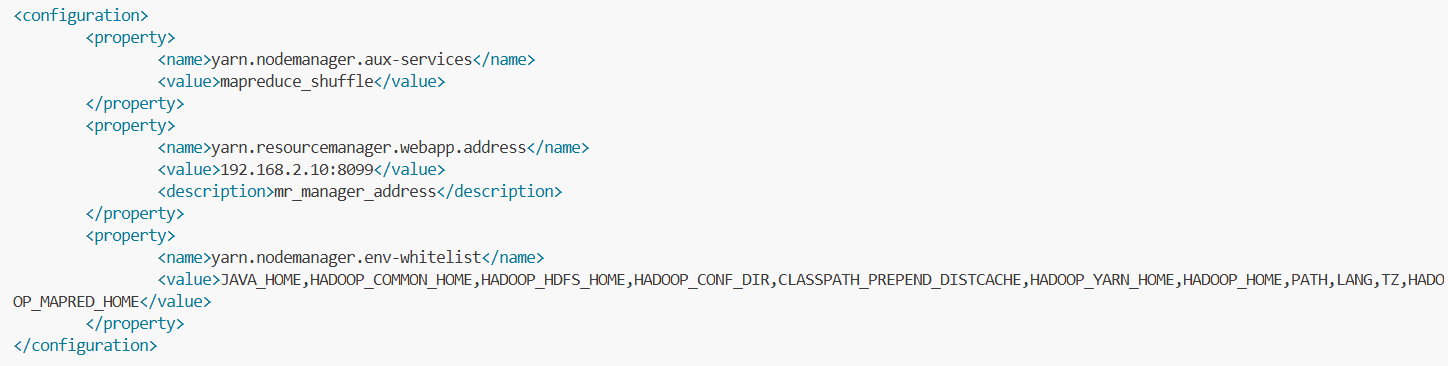 <configuration>
<property>
<name>yarn.nodemanager.aux-services</name>
<value>mapreduce_shuffle</value>
</property>
<property>
<name>yarn.resourcemanager.webapp.address</name>
<value>192.168.2.10:8099</value>
<description>mr_manager_address</description>
</property>
<property>
<name>yarn.nodemanager.env-whitelist</name>
<value>JAVA_HOME,HADOOP_COMMON_HOME,HADOOP_HDFS_HOME,HADOOP_CONF_DIR,CLASSPATH_PREPEND_DISTCACHE,HADOOP_YARN_HOME,HADOOP_HOME,PATH,LANG,TZ,HADO
OP_MAPRED_HOME</value>
</property>
</configuration>